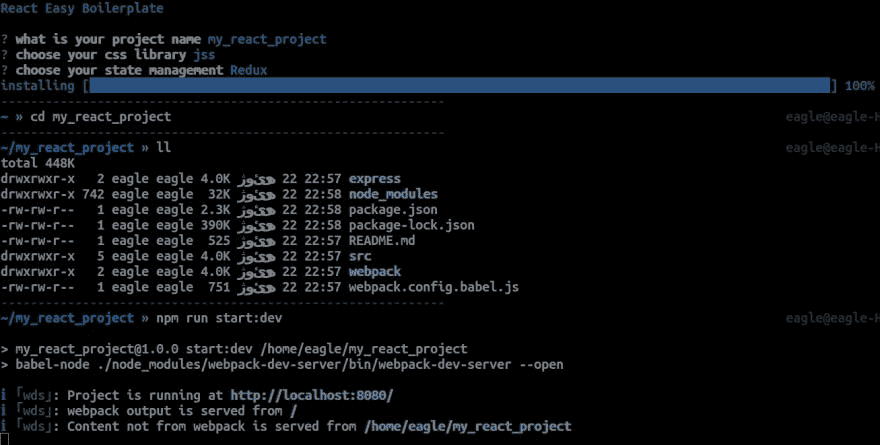 React Easy Boilerplate
? what is your project name my_react_project
? choose your css library jss
? choose your state management Redux
installing [ ] 100%
~ » cd my_react_project eagle@eagle-H
~/my_react_project » ll eagle@eagle-H
total 448K
drwxrwxr-x 2 eagle eagle 4.0K 22 22:57 express
drwxrwxr-x 742 eagle eagle 32K 22 22:58 node_modules
-rw-rw-r-- 1 eagle eagle 2.3K 22 22:58 package.json
-rw-rw-r-- 1 eagle eagle 390K 22 22:58 package-lock.json
-rw-rw-r-- 1 eagle eagle 525 22 22:57 README.md
drwxrwxr-x 5 eagle eagle 4.0K 22 22:57 src
drwxrwxr-x 2 eagle eagle 4.0K 22 22:57 webpack
-rw-rw-r-- 1 eagle eagle 751 22 22:57 webpack.config.babel.js
~/my_react_project » npm run start:dev eagle@eagle-H
> my_react_project@1.0.0 start:dev /home/eagle/my_react_project
> babel-node ./node_modules/webpack-dev-server/bin/webpack-dev-server --open
ℹ ｢wds｣: Project is running at http://localhost:8080/
ℹ ｢wds｣: webpack output is served from /
ℹ ｢wds｣: Content not from webpack is served from /home/eagle/my_react_project